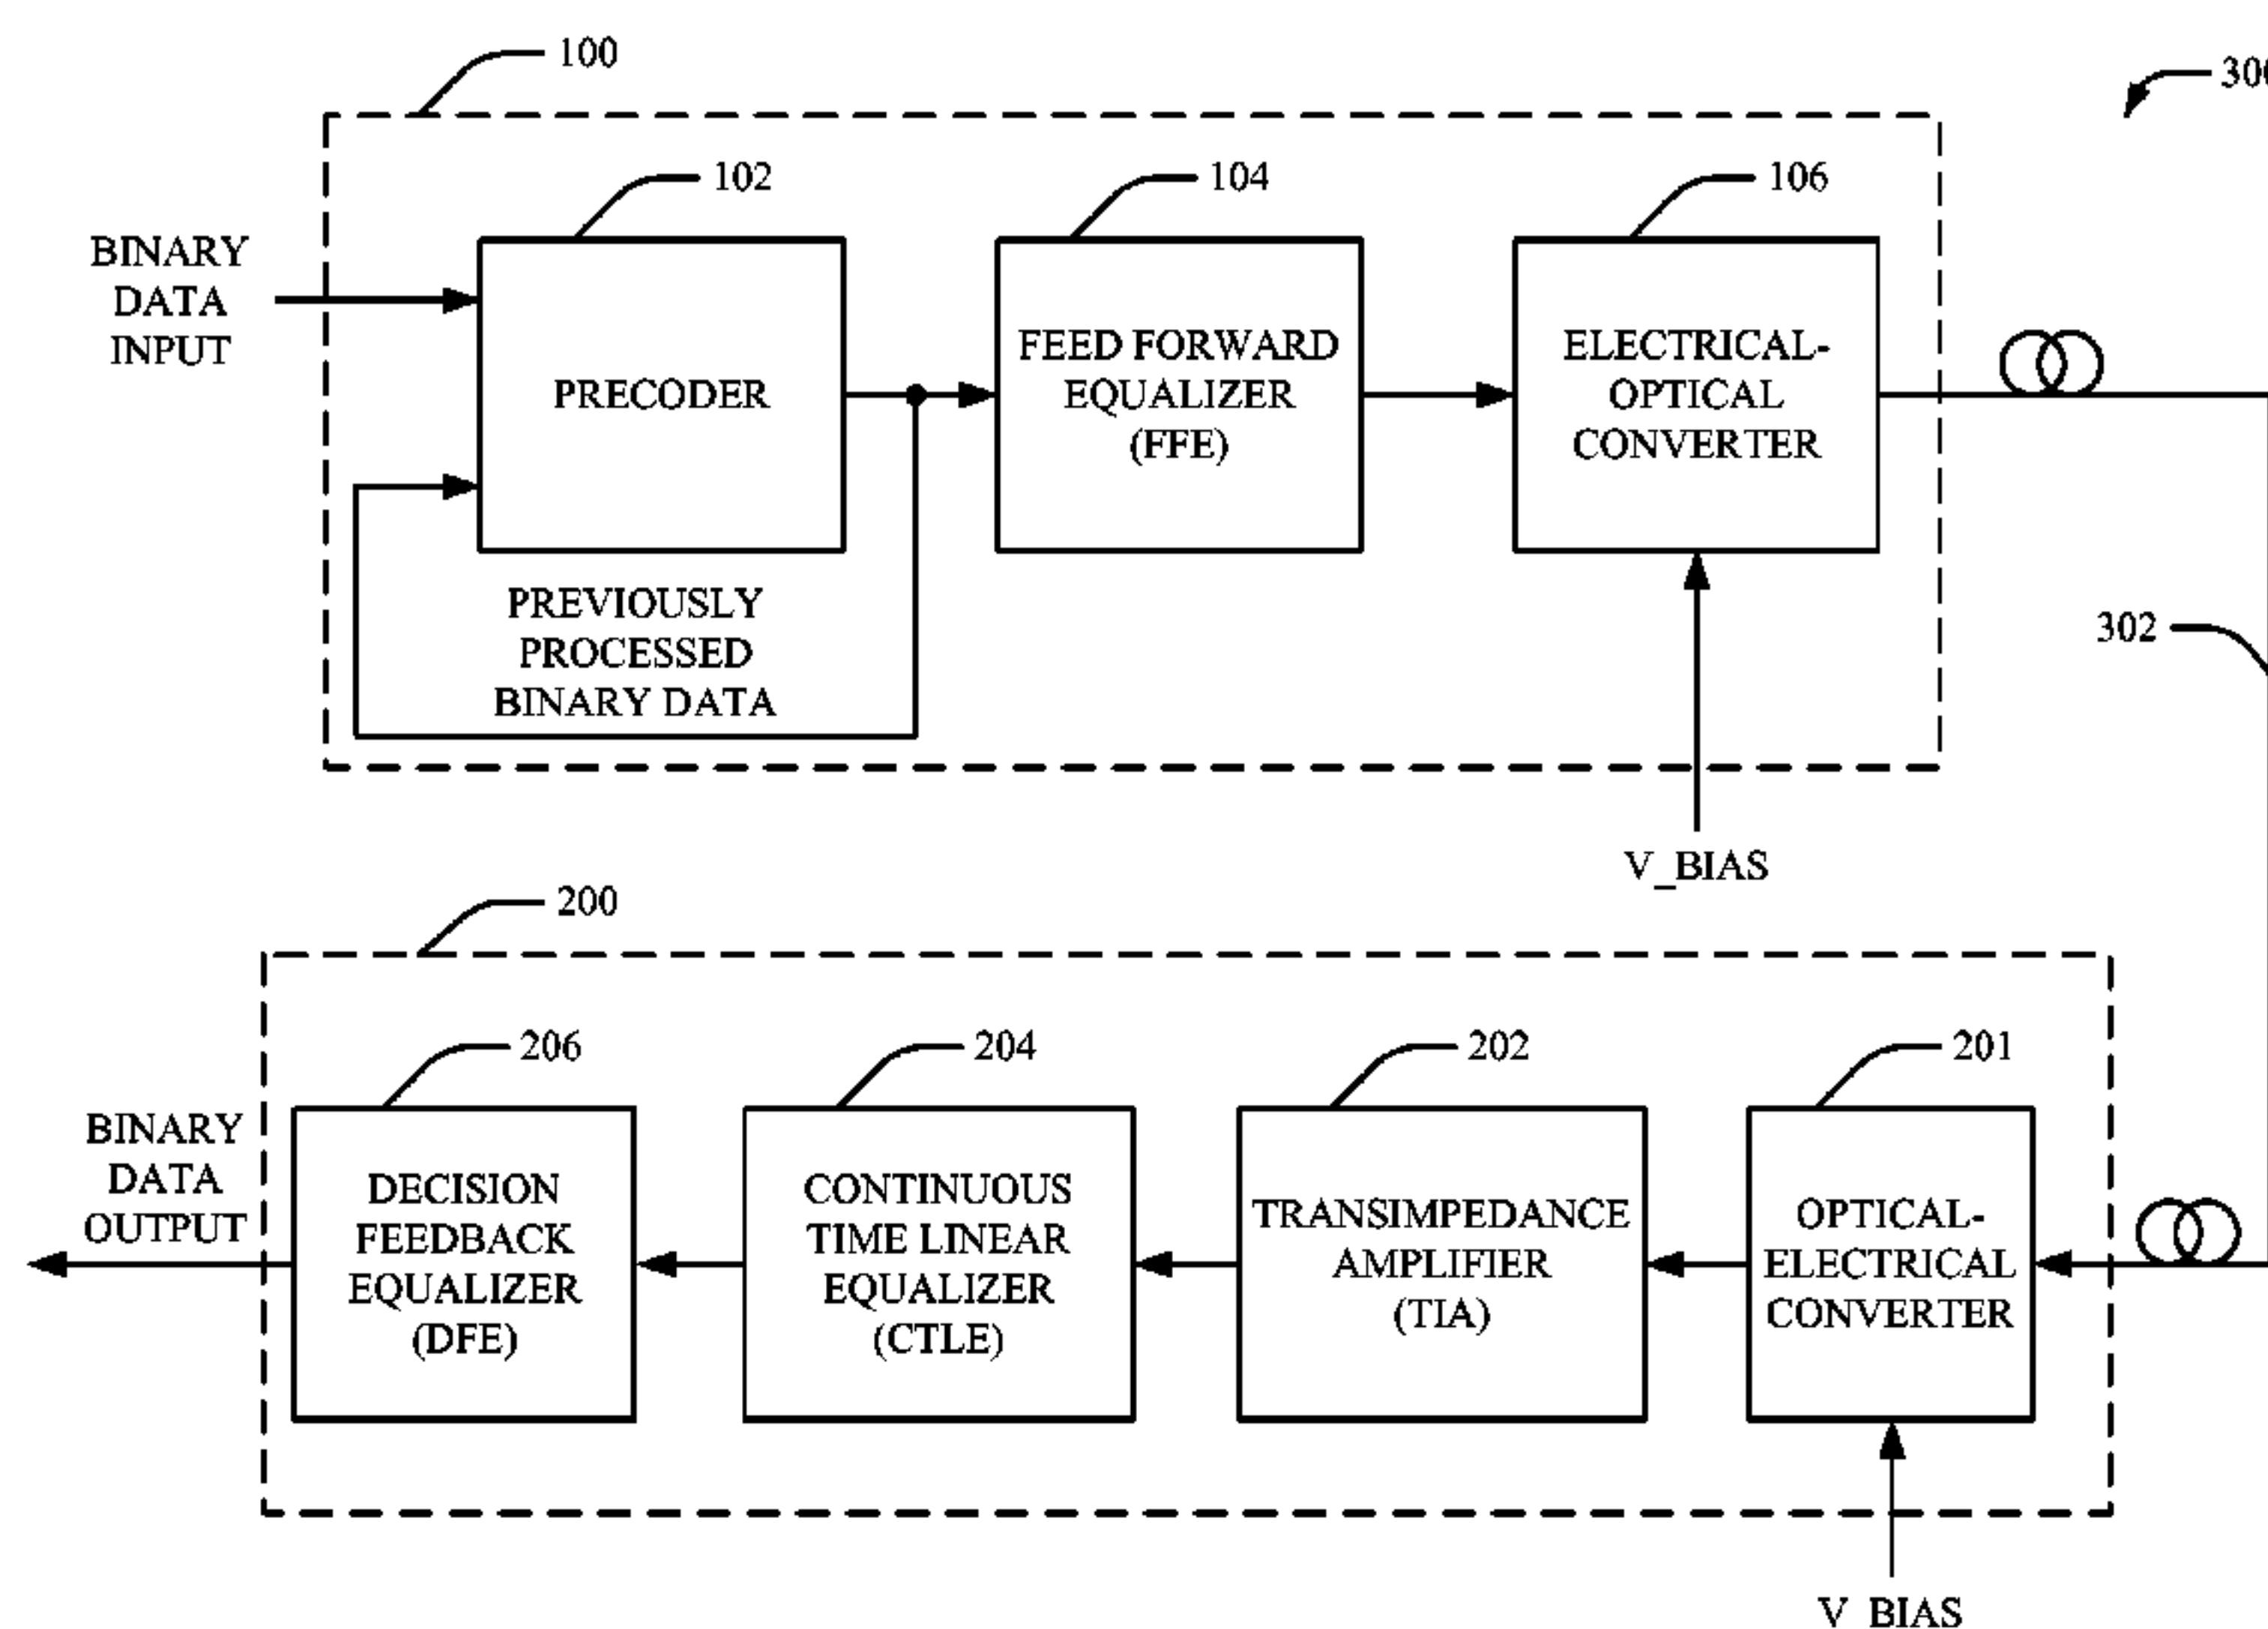 100
300
102
104
106
BINARY
DATA
INPUT
PRECODER
FEED FORWARD
EQUALIZER
(FFE)
ELECTRICAL-
OPTICAL
CONVERTER
PREVIOUSLY
PROCESSED
BINARY DATA
302
V_BIAS
200
206
204
202
201
BINARY
DATA
OUTPUT
DECISION
FEEDBACK
EQUALIZER
(DFE)
CONTINUOUS
TIME LINEAR
EQUALIZER
(CTLE)
TRANSIMPEDANCE
AMPLIFIER
(TIA)
OPTICAL-
ELECTRICAL
CONVERTER
V BIAS